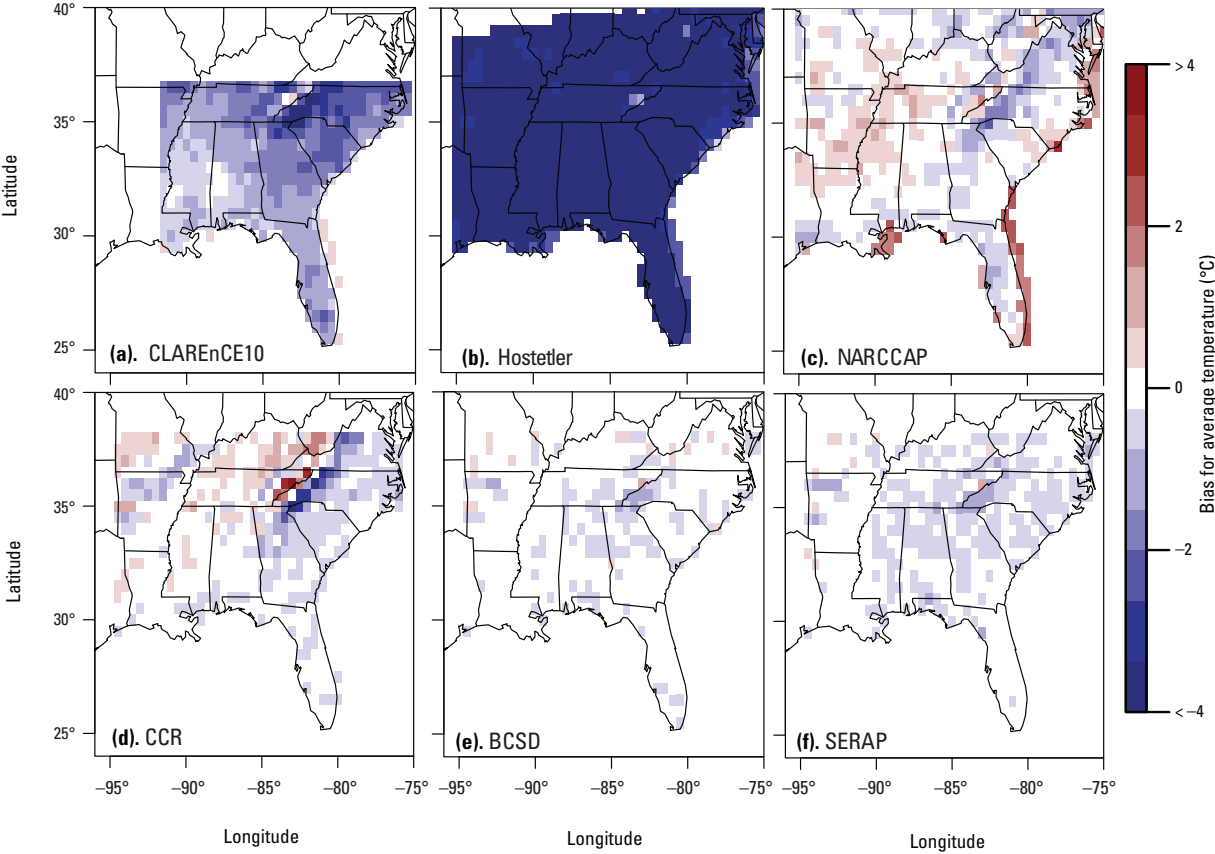 40°
35°
30°
25°
Latitude
(a). CLAREnCE10
(b). Hostetler
(c). NARCCAP
40°
35°
30°
25°
Latitude
(d). CCR
(e). BCSD
(f). SERAP
–95° –90° –85° –80° –75°
–95° –90° –85° –80° –75°
–95° –90° –85° –80° –75°
Longitude
Longitude
Longitude
> 4
2
0
–2
< –4
Bias for average temperature (°C)